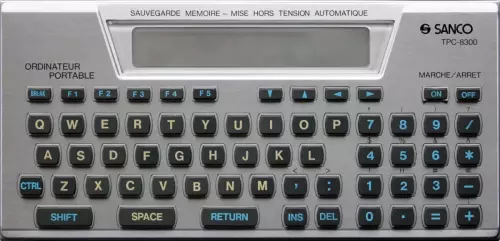 SAUVEGARDE MEMOIRE – MISE HORS TENSION AUTOMATIQUE
SANCO
TPC-8300
ORDINATEUR
PORTABLE
MARCHE/ARRET
BREAK F1 F2 F3 F4 F5 ▼ ▲ ◄ ► ON OFF
Q W E R T Y U I O P 7 8 9 /
A S D F G H J K L 4 5 6 *
CTRL Z X C V B N M , : 1 2 3 −
SHIFT SPACE RETURN INS DEL 0 . = +